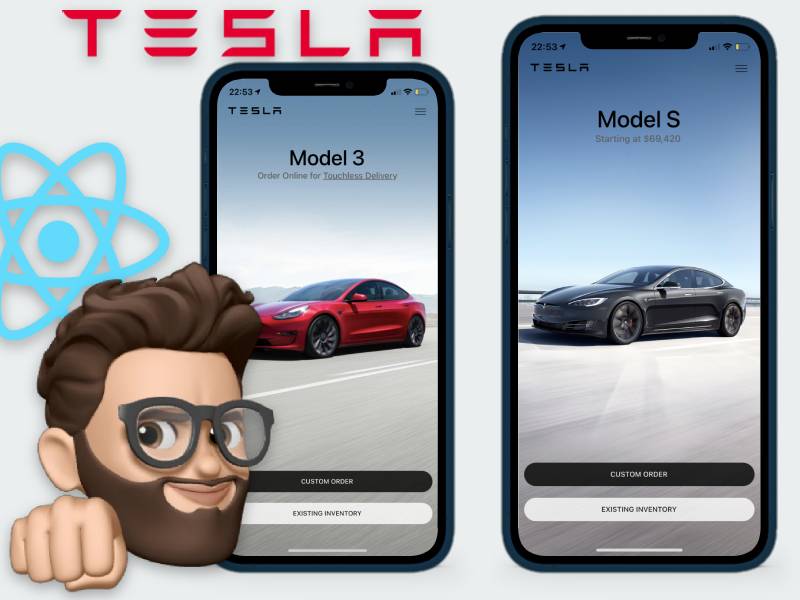 TESLA
22:53
TESLA
Model 3
Order Online for Touchless Delivery
CUSTOM ORDER
EXISTING INVENTORY
22:53
TESLA
Model S
Starting at $69,420
CUSTOM ORDER
EXISTING INVENTORY